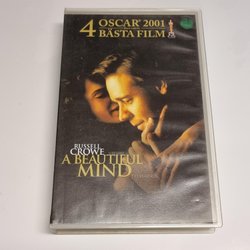 4 OSCAR 2001
BÄSTA FILM
RUSSELL
CROWE
A BEAUTIFUL
MIND